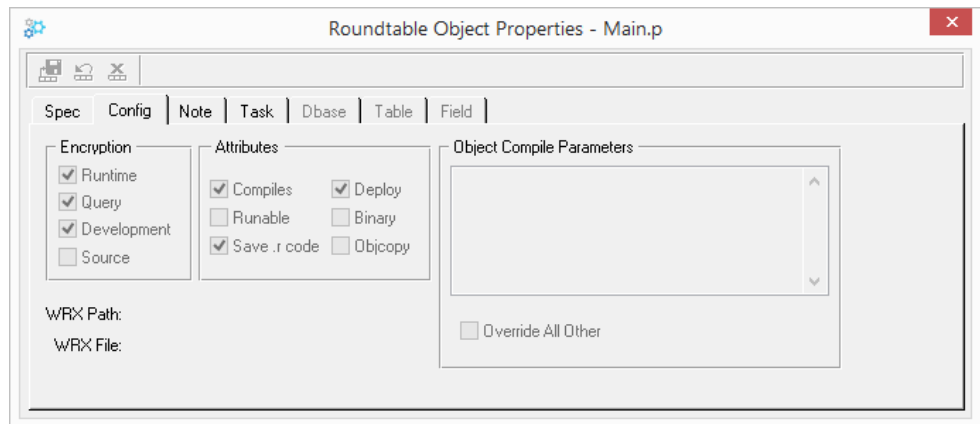 Roundtable Object Properties - Main.p
Spec Config Note Task Dbase Table Field
Encryption
Runtime
Query
Development
Source
Attributes
Compiles Deploy
Runable Binary
Save .r code Objcopy
Object Compile Parameters
Override All Other
WRX Path:
WRX File: